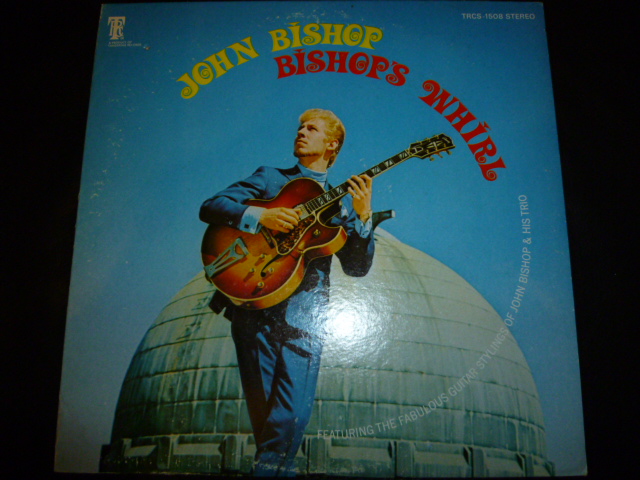 TRCS-1508 STEREO
JOHN BISHOP
BISHOP'S WHIRL
FEATURING THE FABULOUS GUITAR STYLINGS OF JOHN BISHOP & HIS TRIO